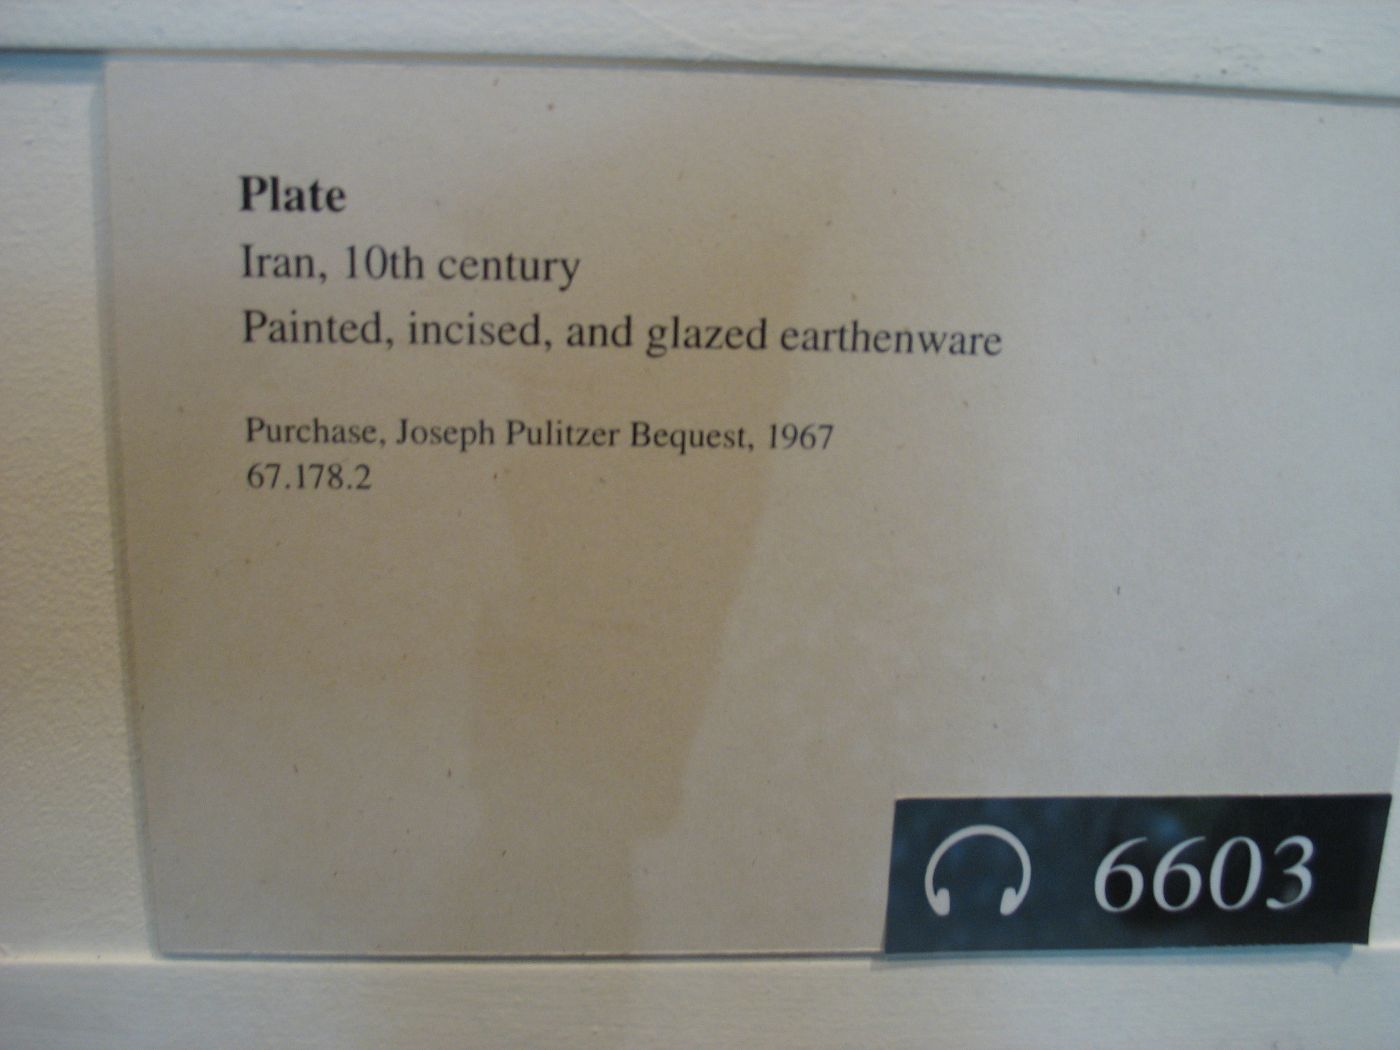 Plate
Iran, 10th century
Painted, incised, and glazed earthenware
Purchase, Joseph Pulitzer Bequest, 1967
67.178.2
6603